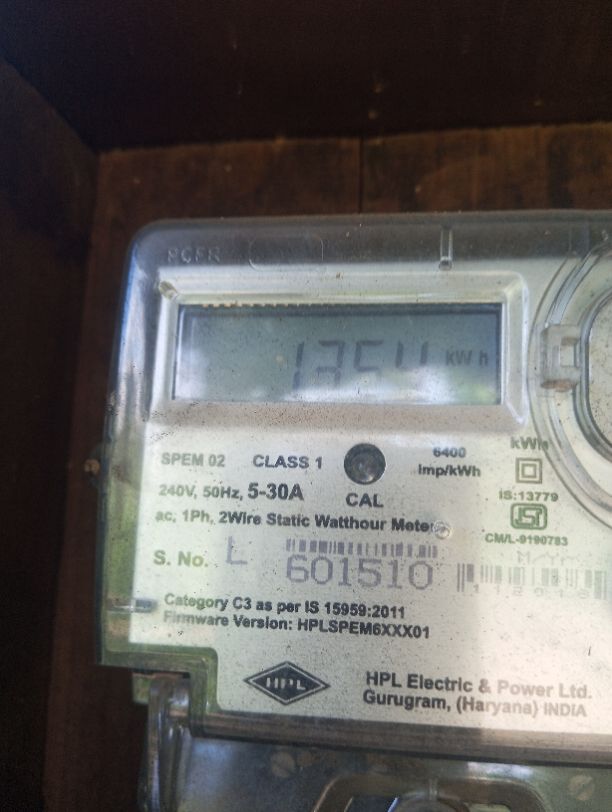 1354 kWh
SPEM 02 CLASS 1 6400 imp/kWh kWh
240V, 50Hz, 5-30A CAL IS:13779
ac, 1Ph, 2Wire Static Watthour Meter
CM/L-9190783
S. No. L 601510 M/Yr
Category C3 as per IS 15959:2011
Firmware Version: HPLSPEM6XXX01
HPL
HPL Electric & Power Ltd.
Gurugram, (Haryana) INDIA